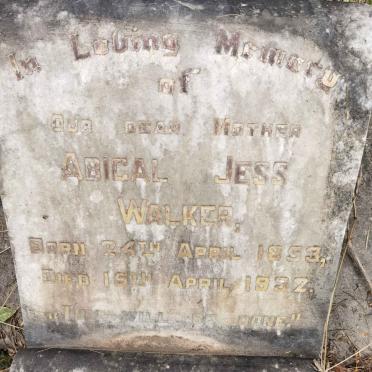 In Loving Memory
of
Our dear Mother
Abigal Jess
Walker,
Born 24th April 1853,
Died 15th April 1932.
"Thy will be done"